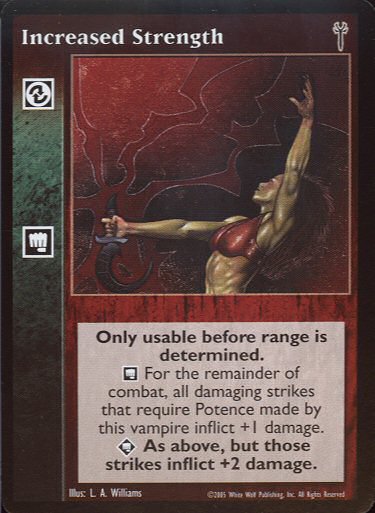 Increased Strength
Only usable before range is
determined.
For the remainder of
combat, all damaging strikes
that require Potence made by
this vampire inflict +1 damage.
As above, but those
strikes inflict +2 damage.
Illus: L. A. Williams
©2005 White Wolf Publishing, Inc. All Rights Reserved